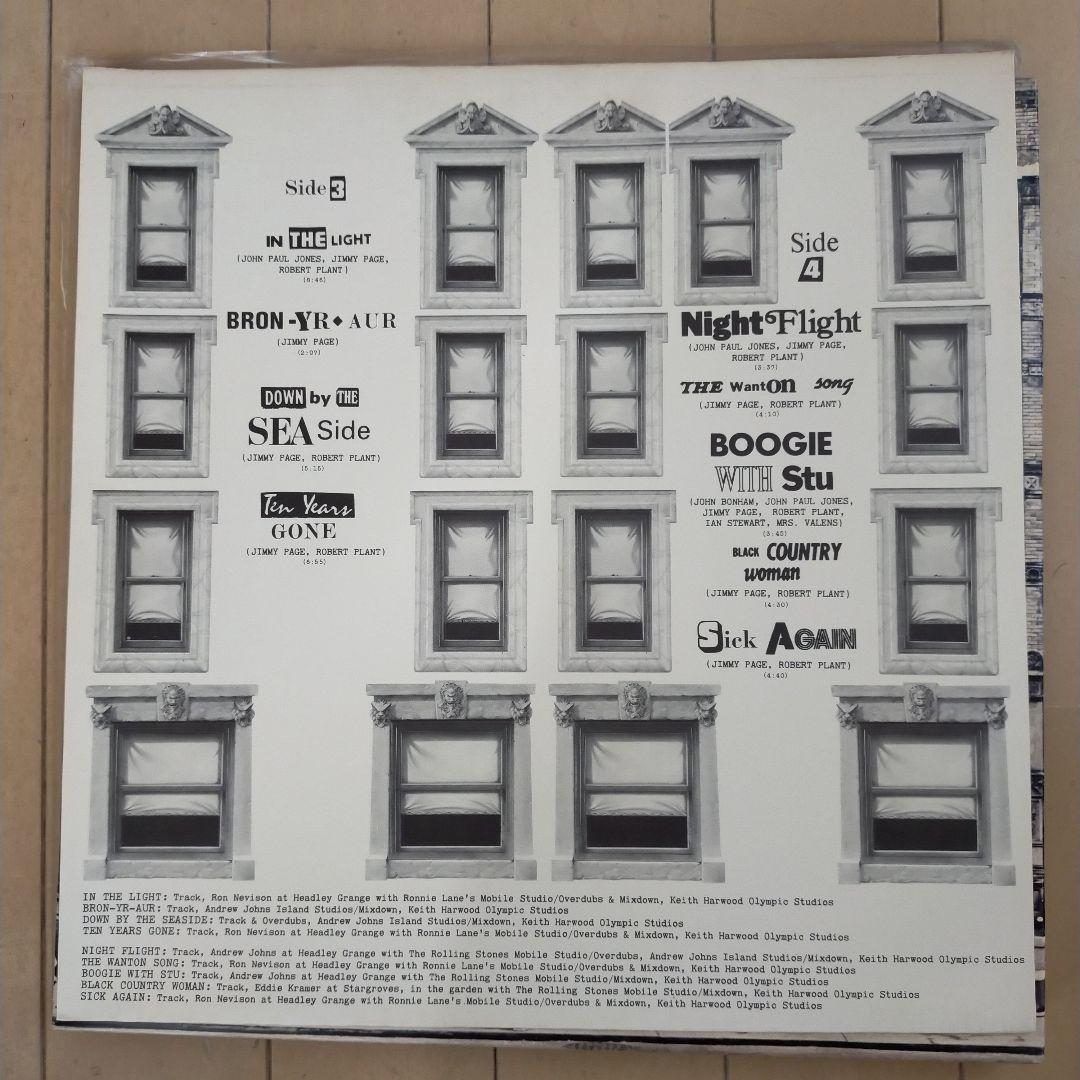 Side 3
IN THE LIGHT
(JOHN PAUL JONES, JIMMY PAGE,
ROBERT PLANT)
(8:46)
BRON-YR-AUR
(JIMMY PAGE)
(2:07)
DOWN by THE
SEA Side
(JIMMY PAGE, ROBERT PLANT)
(5:15)
Ten Years
GONE
(JIMMY PAGE, ROBERT PLANT)
(6:55)
Side
4
Night Flight
(JOHN PAUL JONES, JIMMY PAGE,
ROBERT PLANT)
(3:37)
THE WantON song
(JIMMY PAGE, ROBERT PLANT)
(4:10)
BOOGIE
WITH Stu
(JOHN BONHAM, JOHN PAUL JONES,
JIMMY PAGE, ROBERT PLANT,
IAN STEWART, MRS. VALENS)
(3:45)
BLACK COUNTRY
woman
(JIMMY PAGE, ROBERT PLANT)
(4:30)
Sick AGAIN
(JIMMY PAGE, ROBERT PLANT)
(4:40)
IN THE LIGHT: Track, Ron Nevison at Headley Grange with Ronnie Lane's Mobile Studio/Overdubs & Mixdown, Keith Harwood Olympic Studios
BRON-YR-AUR: Track, Andrew Johns Island Studios/Mixdown, Keith Harwood Olympic Studios
DOWN BY THE SEASIDE: Track & Overdubs, Andrew Johns Island Studios/Mixdown, Keith Harwood Olympic Studios
TEN YEARS GONE: Track, Ron Nevison at Headley Grange with Ronnie Lane's Mobile Studio/Overdubs & Mixdown, Keith Harwood Olympic Studios
NIGHT FLIGHT: Track, Andrew Johns at Headley Grange with The Rolling Stones Mobile Studio/Overdubs, Andrew Johns Island Studios/Mixdown, Keith Harwood Olympic Studios
THE WANTON SONG: Track, Ron Nevison at Headley Grange with Ronnie Lane's Mobile Studio/Overdubs & Mixdown, Keith Harwood Olympic Studios
BOOGIE WITH STU: Track, Andrew Johns at Headley Grange with The Rolling Stones Mobile Studio/Mixdown, Keith Harwood Olympic Studios
BLACK COUNTRY WOMAN: Track, Eddie Kramer at Stargroves, in the garden with The Rolling Stones Mobile Studio/Mixdown, Keith Harwood Olympic Studios
SICK AGAIN: Track, Ron Nevison at Headley Grange with Ronnie Lane's Mobile Studio/Overdubs & Mixdown, Keith Harwood Olympic Studios